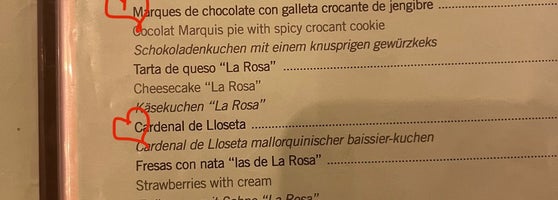 Marques de chocolate con galleta crocante de jengibre
Cocolat Marquis pie with spicy crocant cookie
Schokoladenkuchen mit einem knusprigen gewürzkeks
Tarta de queso “La Rosa”
Cheesecake “La Rosa”
Käsekuchen “La Rosa”
Cardenal de Lloseta
Cardenal de Lloseta mallorquinischer baissier-kuchen
Fresas con nata “las de La Rosa”
Strawberries with cream